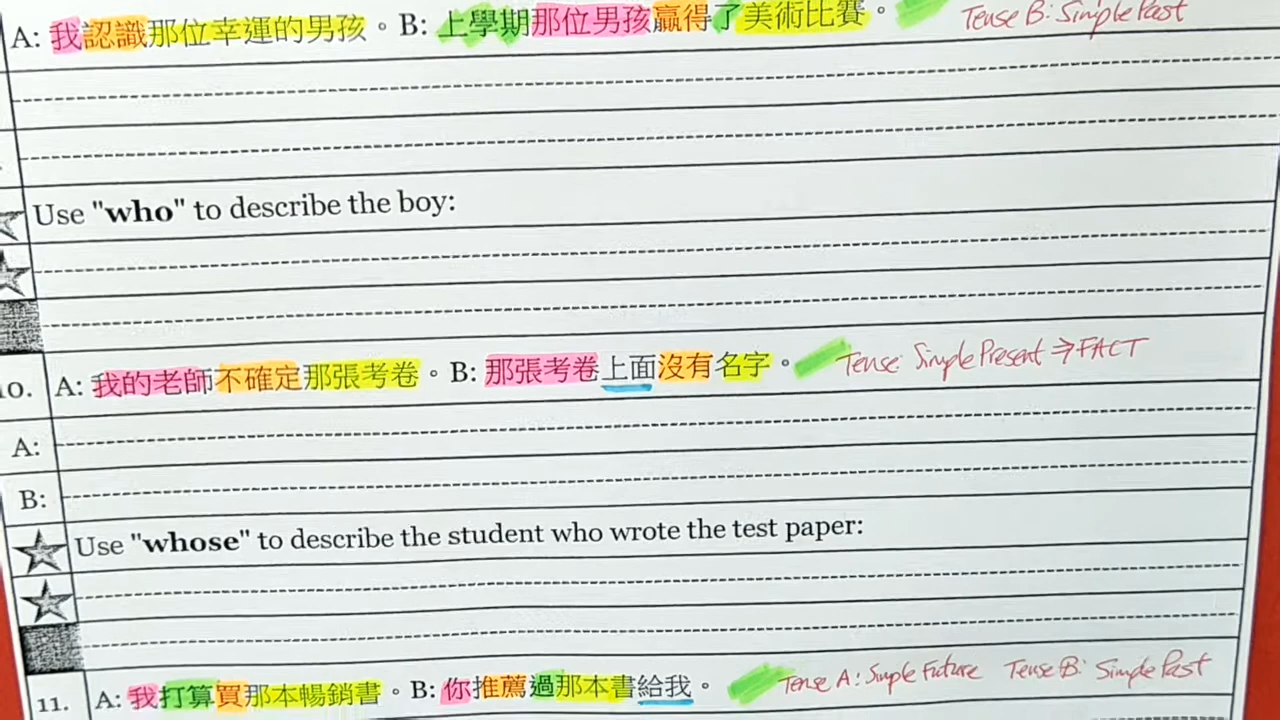 A: 我認識那位幸運的男孩。B: 上學期那位男孩贏得了美術比賽。 Tense B: Simple Past
Use "who" to describe the boy:
10. A: 我的老師不確定那張考卷。B: 那張考卷上面沒有名字。 Tense: Simple Present ⇒ FACT
A:
B:
Use "whose" to describe the student who wrote the test paper:
11. A: 我打算買那本暢銷書。B: 你推薦過那本書給我。 Tense A: Simple Future Tense B: Simple Past